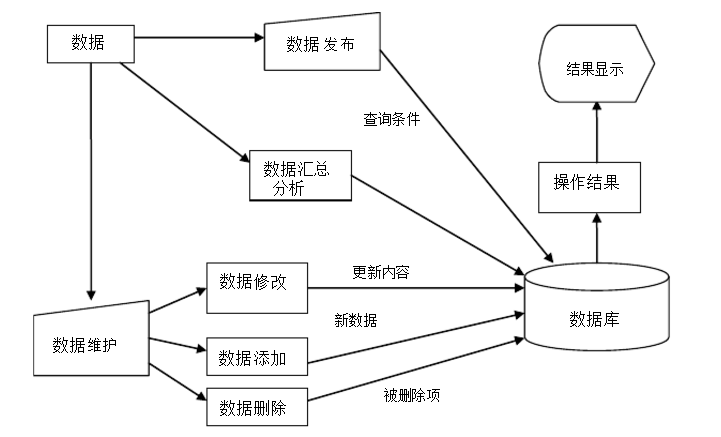 数据
数据 发布
结果显示
查询条件
数据汇总
分析
操作结果
数据修改
更新内容
新数据
数据库
数据维护
数据添加
数据删除
被删除项